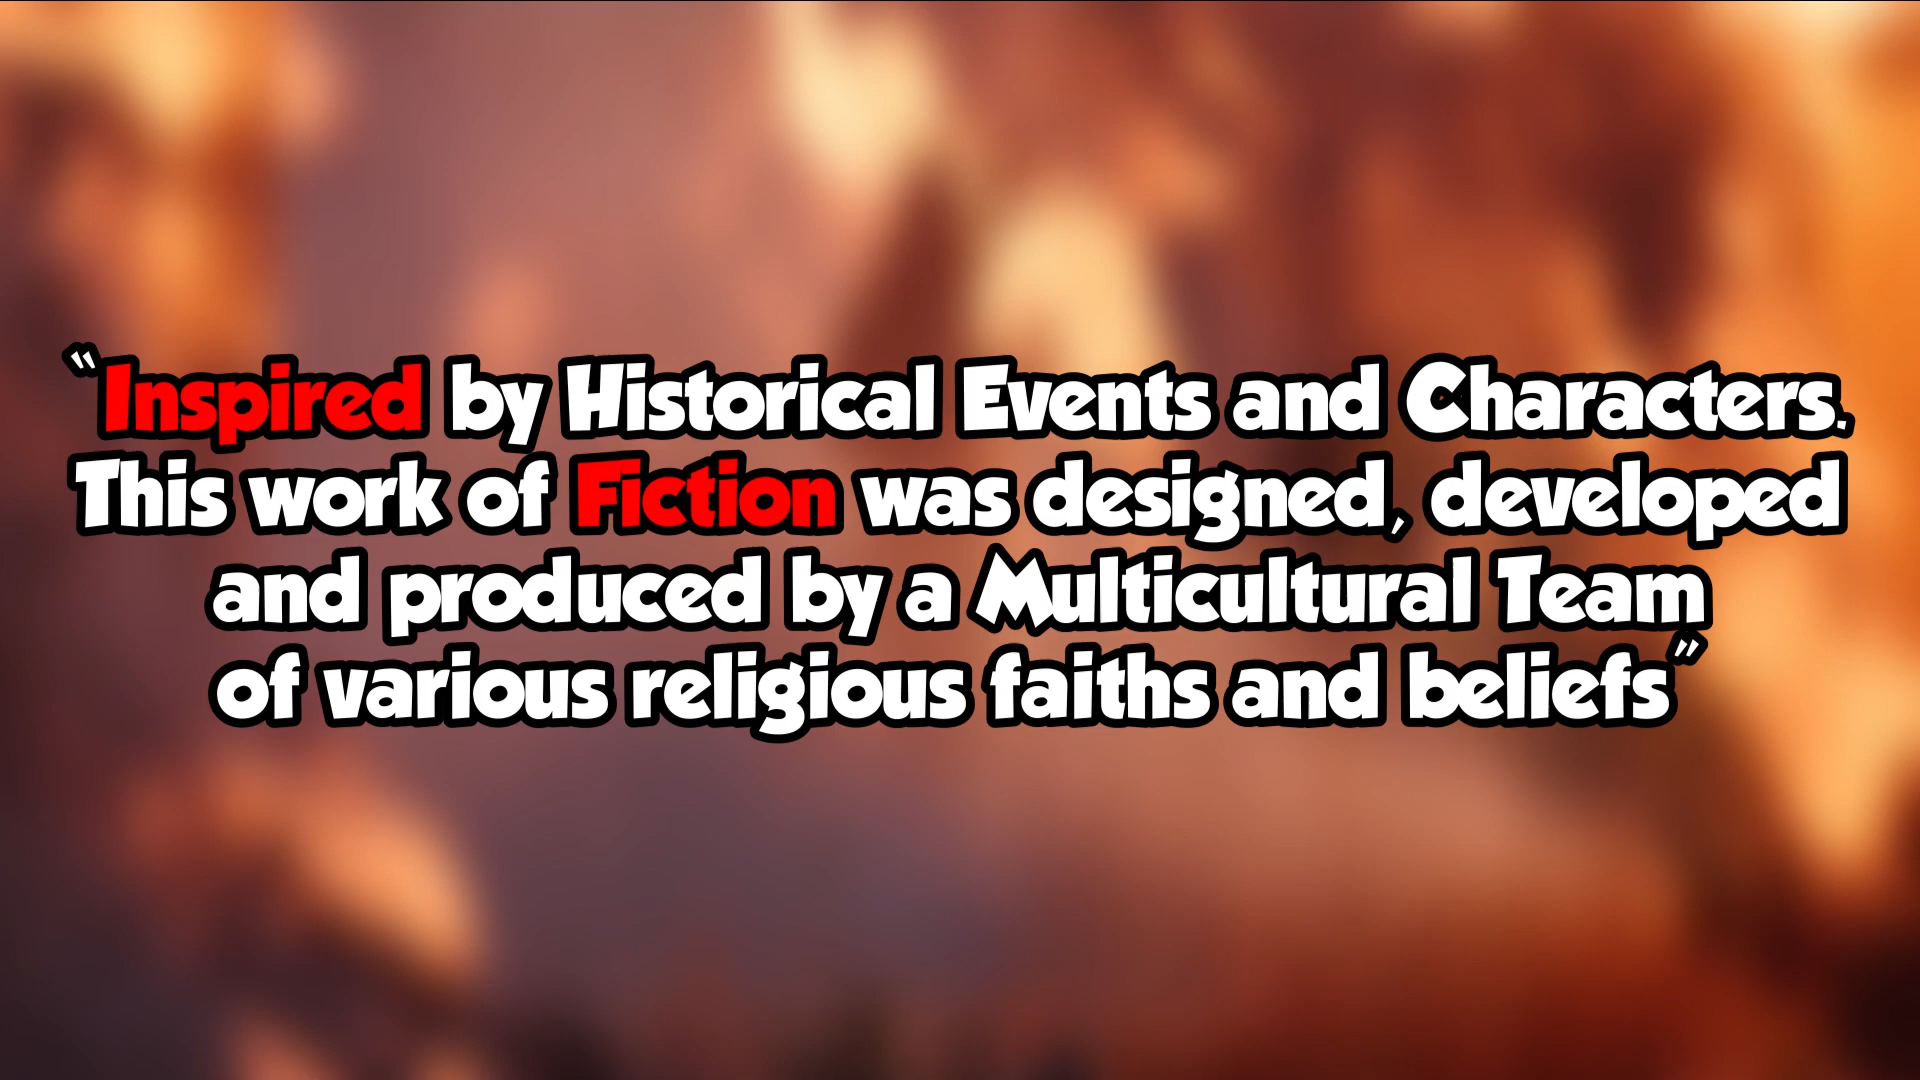 “Inspired by Historical Events and Characters.
This work of Fiction was designed, developed
and produced by a Multicultural Team
of various religious faiths and beliefs”